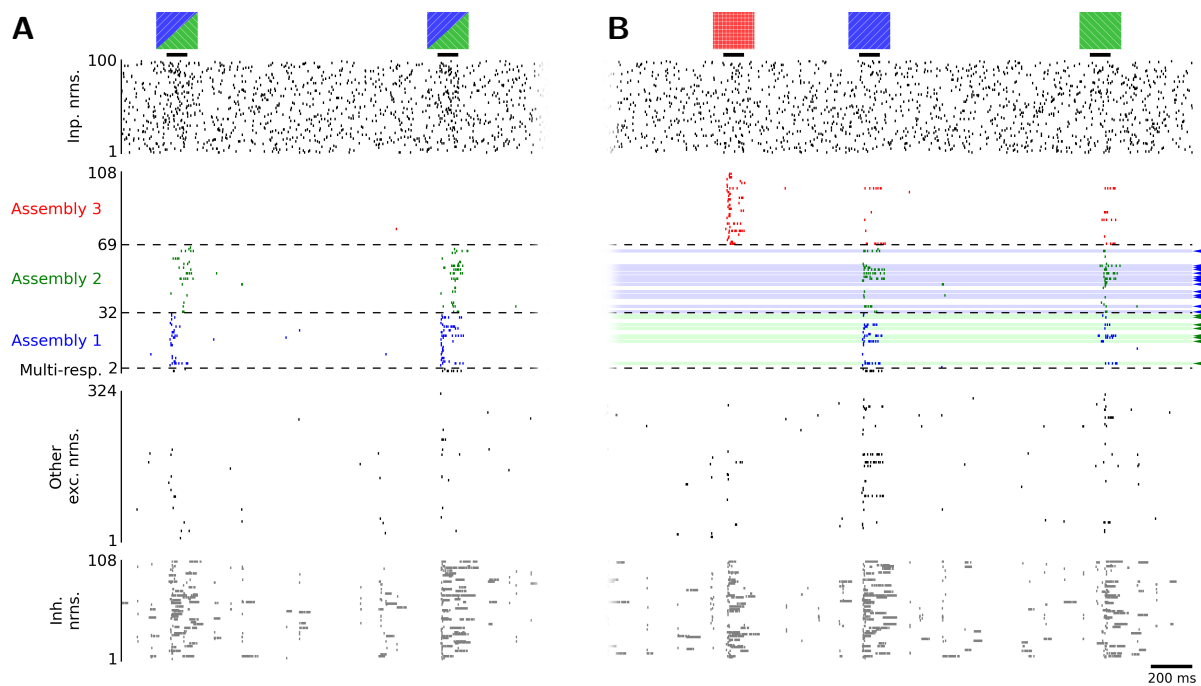 A
B
100
Inp. nrns.
1
108
Assembly 3
69
Assembly 2
32
Assembly 1
Multi-resp. 2
324
Other
exc. nrns.
1
108
Inh.
nrns.
1
200 ms